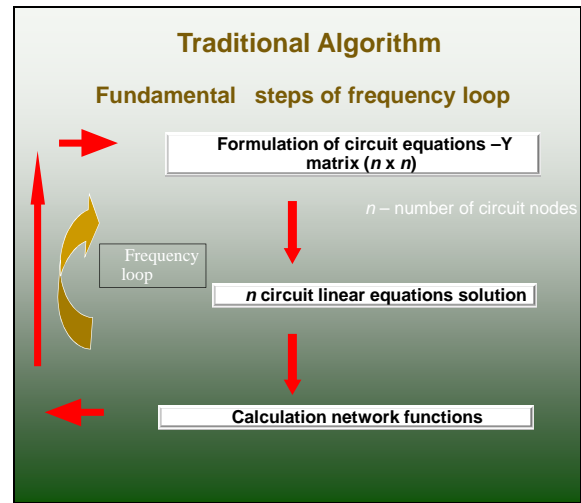 Traditional Algorithm
Fundamental steps of frequency loop
Formulation of circuit equations –Y
matrix (n x n)
n – number of circuit nodes
Frequency
loop
n circuit linear equations solution
Calculation network functions